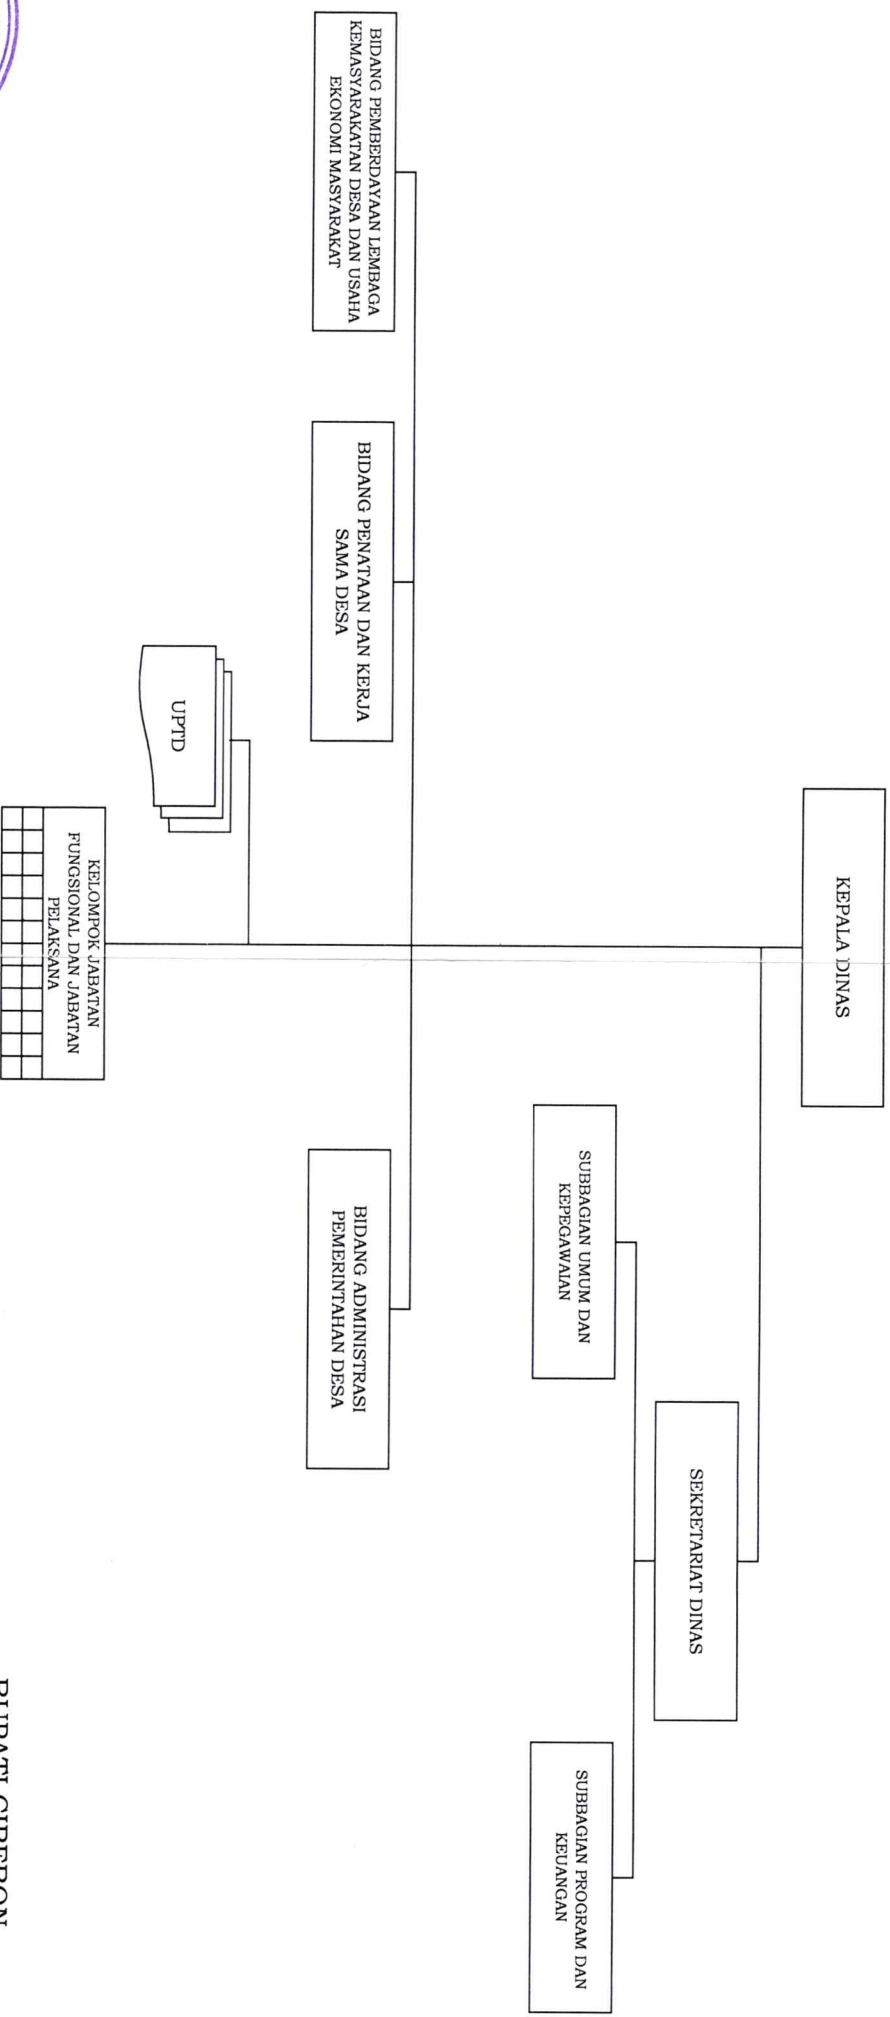 KEPALA DINAS
SEKRETARIAT DINAS
SUBBAGIAN UMUM DAN
KEPEGAWAIAN
SUBBAGIAN PROGRAM DAN
KEUANGAN
BIDANG PEMBERDAYAAN LEMBAGA
KEMASYARAKATAN DESA DAN USAHA
EKONOMI MASYARAKAT
BIDANG PENATAAN DAN KERJA
SAMA DESA
BIDANG ADMINISTRASI
PEMERINTAHAN DESA
UPTD
KELOMPOK JABATAN
FUNGSIONAL DAN JABATAN
PELAKSANA
BUPATI CIREBON